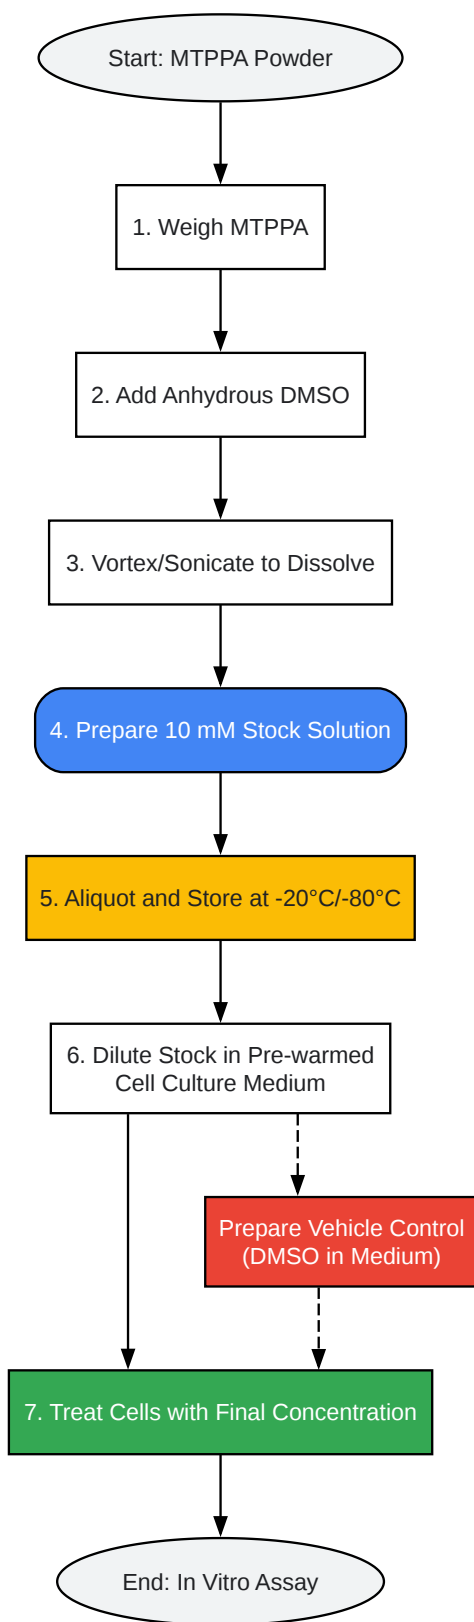 Start: MTPPA Powder
1. Weigh MTPPA
2. Add Anhydrous DMSO
3. Vortex/Sonicate to Dissolve
4. Prepare 10 mM Stock Solution
5. Aliquot and Store at -20°C/-80°C
6. Dilute Stock in Pre-warmed
Cell Culture Medium
Prepare Vehicle Control
(DMSO in Medium)
7. Treat Cells with Final Concentration
End: In Vitro Assay